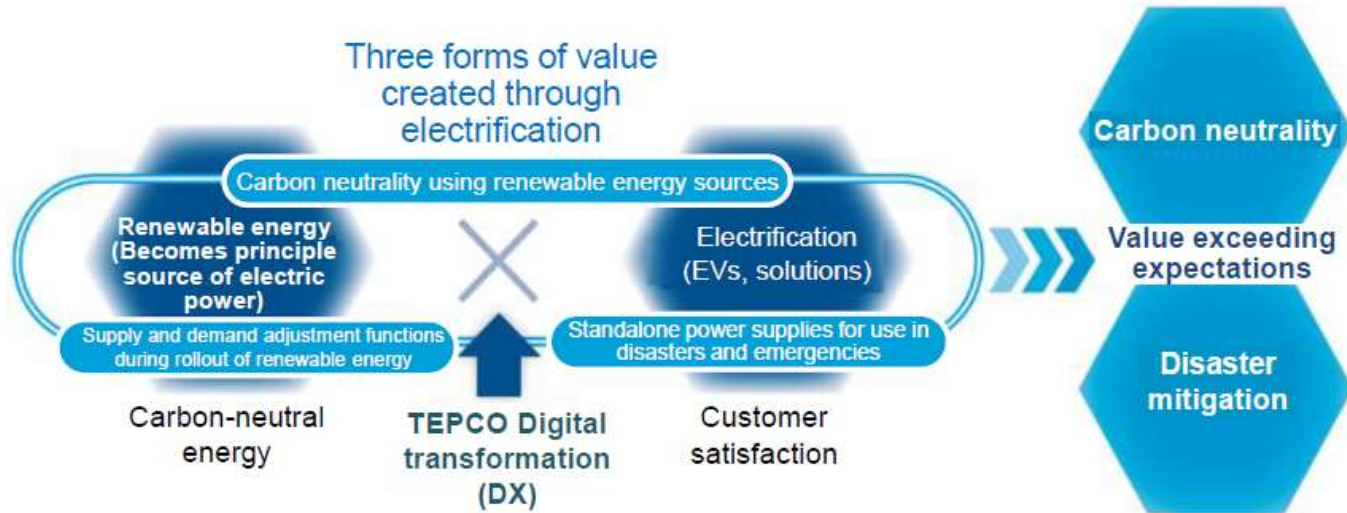 Three forms of value
created through
electrification
Carbon neutrality using renewable energy sources
Renewable energy
(Becomes principle
source of electric
power)
Electrification
(EVs, solutions)
Supply and demand adjustment functions
during rollout of renewable energy
Standalone power supplies for use in
disasters and emergencies
Carbon-neutral
energy
TEPCO Digital
transformation
(DX)
Customer
satisfaction
Carbon neutrality
Value exceeding
expectations
Disaster
mitigation